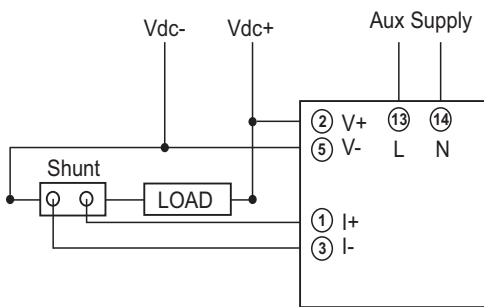 Vdc- Vdc+ Aux Supply
2 V+ 13 14
5 V- L N
Shunt
LOAD
1 I+
3 I-